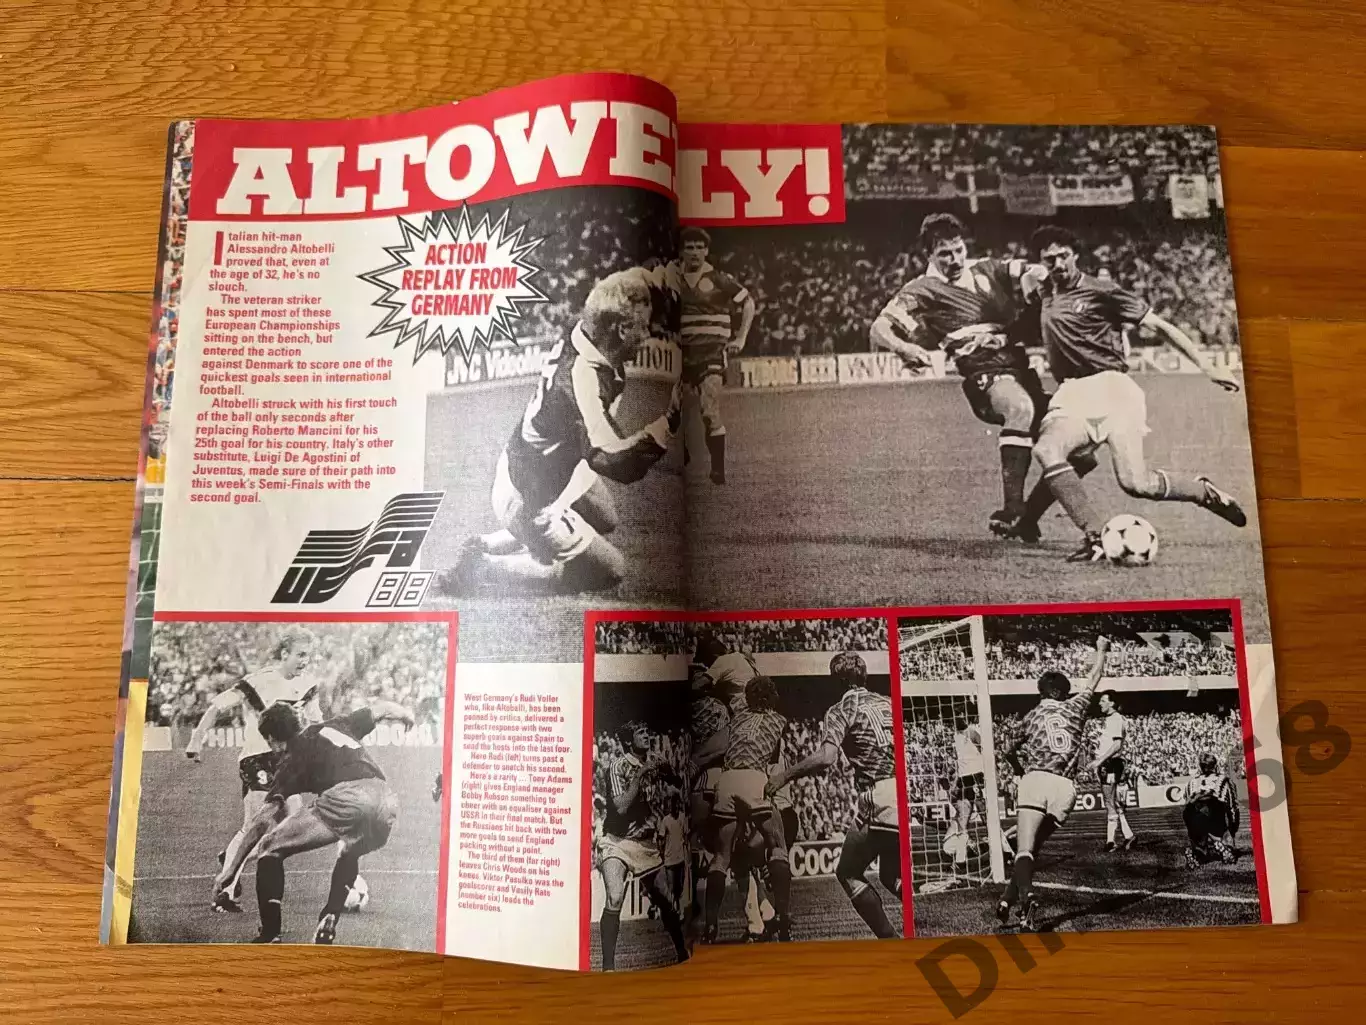 ALTOWE LY!
Italian hit-man
Alessandro Altobelli
proved that, even at
the age of 32, he's no
slouch.
The veteran striker
has spent most of these
European Championships
sitting on the bench, but
entered the action
against Denmark to score one of the
quickest goals seen in international
football.
Altobelli struck with his first touch
of the ball only seconds after
replacing Roberto Mancini for his
25th goal for his country. Italy's other
substitute, Luigi De Agostini of
Juventus, made sure of their path into
this week's Semi-Finals with the
second goal.
ACTION
REPLAY FROM
GERMANY
JVC Video
non
TUBORG BEER
UEFA
88
West Germany's Rudi Voller
who, like Altobelli, has been
panned by critics, delivered a
perfect response with two
superb goals against Spain to
send the hosts into the last four.
Here Rudi (left) turns past a
defender to snatch his second.
Here's a rarity ... Tony Adams
(right) gives England manager
Bobby Robson something to
cheer with an equaliser against
USSR in their final match. But
the Russians hit back with two
more goals to send England
packing without a point.
The third of them (far right)
leaves Chris Woods on his
knees. Viktor Pasulko was the
goalscorer and Vasily Rats
(number six) leads the
celebrations.
PHIL
Coca
6